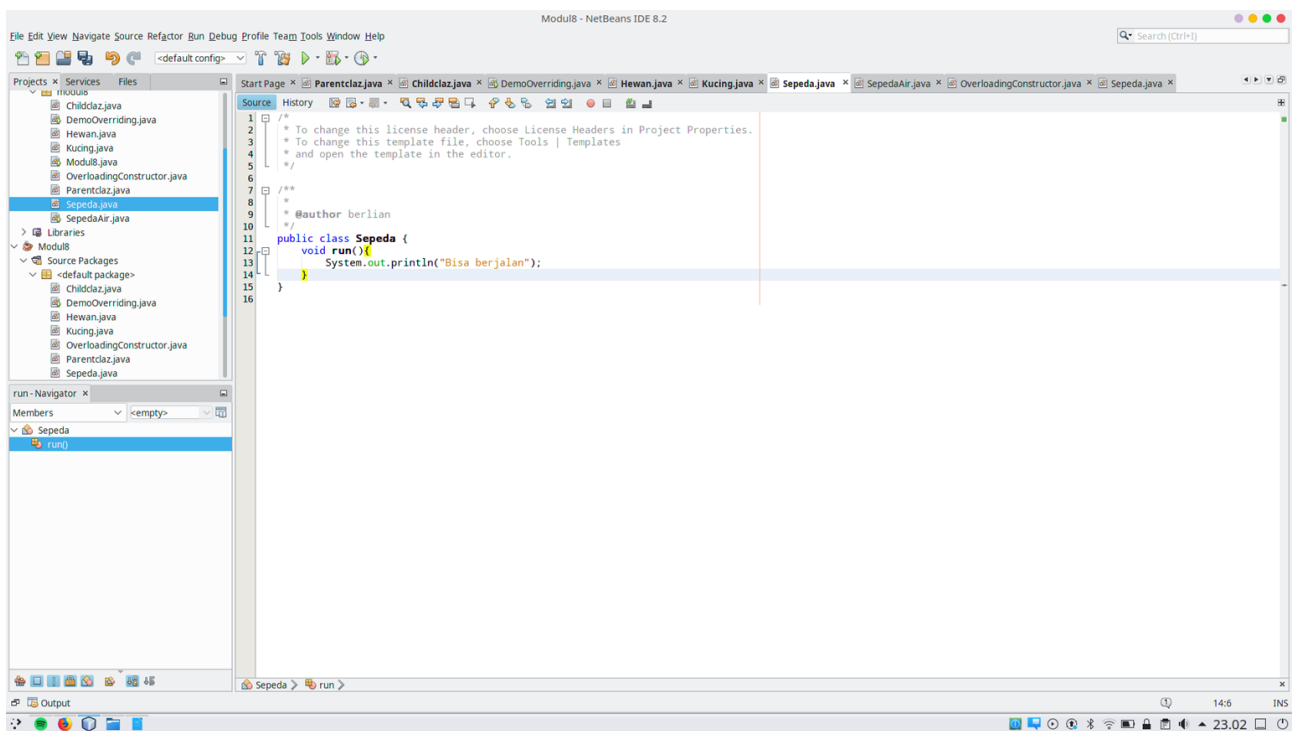 Modul8 - NetBeans IDE 8.2
File Edit View Navigate Source Refactor Run Debug Profile Team Tools Window Help
Search (Ctrl+I)
<default config>
Projects Services Files
modul8
Childclaz.java
DemoOverriding.java
Hewan.java
Kucing.java
Modul8.java
OverloadingConstructor.java
Parentclaz.java
Sepeda.java
SepedaAir.java
Libraries
Modul8
Source Packages
<default package>
Childclaz.java
DemoOverriding.java
Hewan.java
Kucing.java
OverloadingConstructor.java
Parentclaz.java
Sepeda.java
run - Navigator
Members <empty>
Sepeda
run()
Start Page Parentclaz.java Childclaz.java DemoOverriding.java Hewan.java Kucing.java Sepeda.java SepedaAir.java OverloadingConstructor.java Sepeda.java
Source History
1 /*
2 * To change this license header, choose License Headers in Project Properties.
3 * To change this template file, choose Tools | Templates
4 * and open the template in the editor.
5 */
6
7 /**
8 *
9 * @author berlian
10 */
11 public class Sepeda {
12 void run(){
13 System.out.println("Bisa berjalan");
14 }
15 }
16
Sepeda run
Output
1 14:6 INS
23.02